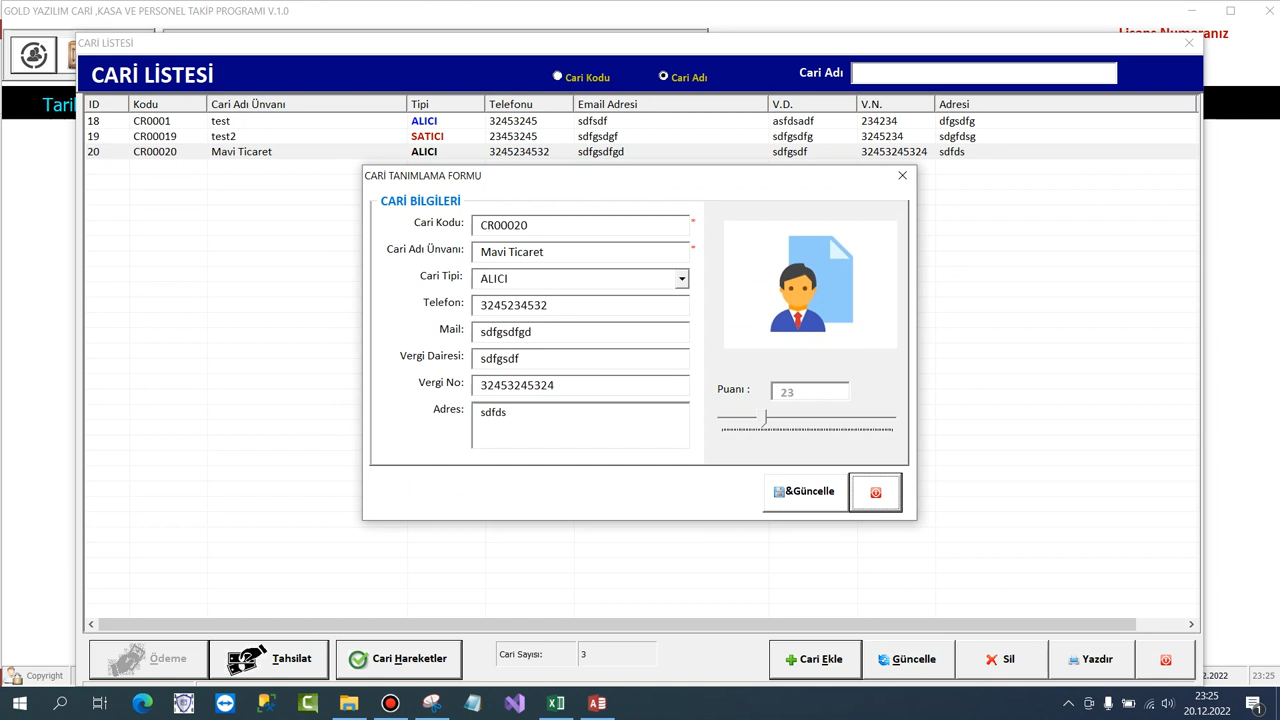 GOLD YAZILIM CARİ ,KASA VE PERSONEL TAKİP PROGRAMI V.1.0
Lisans Numaranız
CARİ LİSTESİ
CARİ LİSTESİ
Cari Kodu
Cari Adı
Cari Adı
Tari
ID Kodu Cari Adı Ünvanı Tipi Telefonu Email Adresi V.D. V.N. Adresi
18 CR0001 test ALICI 32453245 sdfsdf asfdsadf 234234 dfgsdfg
19 CR00019 test2 SATICI 23453245 sdfgsdgf sdfgsdfg 3245234 sdgfdsg
20 CR00020 Mavi Ticaret ALICI 3245234532 sdfgsdfgd sdfgsdf 32453245324 sdfds
CARİ TANIMLAMA FORMU
CARİ BİLGİLERİ
Cari Kodu: CR00020 *
Cari Adı Ünvanı: Mavi Ticaret *
Cari Tipi: ALICI
Telefon: 3245234532
Mail: sdfgsdfgd
Vergi Dairesi: sdfgsdf
Vergi No: 32453245324
Adres: sdfds
Puanı : 23
&Güncelle
Ödeme
Tahsilat
Cari Hareketler
Cari Sayısı: 3
Cari Ekle
Güncelle
Sil
Yazdır
Copyright
2.2022 23:25
23:25
20.12.2022
1